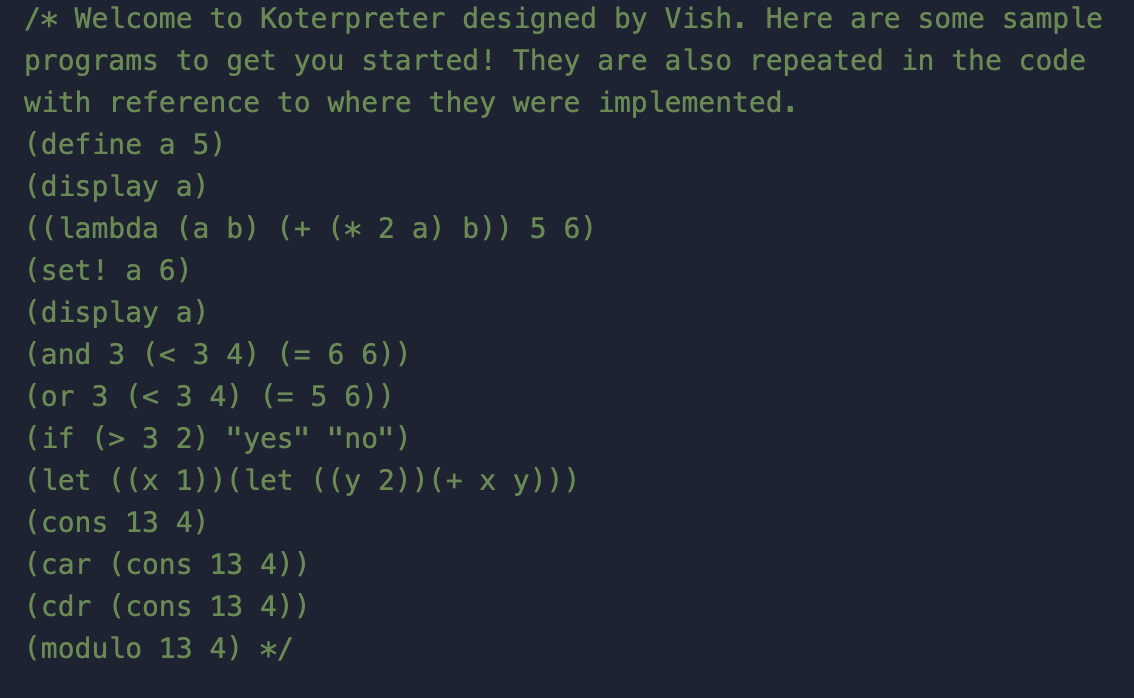 /* Welcome to Koterpreter designed by Vish. Here are some sample
programs to get you started! They are also repeated in the code
with reference to where they were implemented.
(define a 5)
(display a)
((lambda (a b) (+ (* 2 a) b)) 5 6)
(set! a 6)
(display a)
(and 3 (< 3 4) (= 6 6))
(or 3 (< 3 4) (= 5 6))
(if (> 3 2) "yes" "no")
(let ((x 1))(let ((y 2))(+ x y)))
(cons 13 4)
(car (cons 13 4))
(cdr (cons 13 4))
(modulo 13 4) */